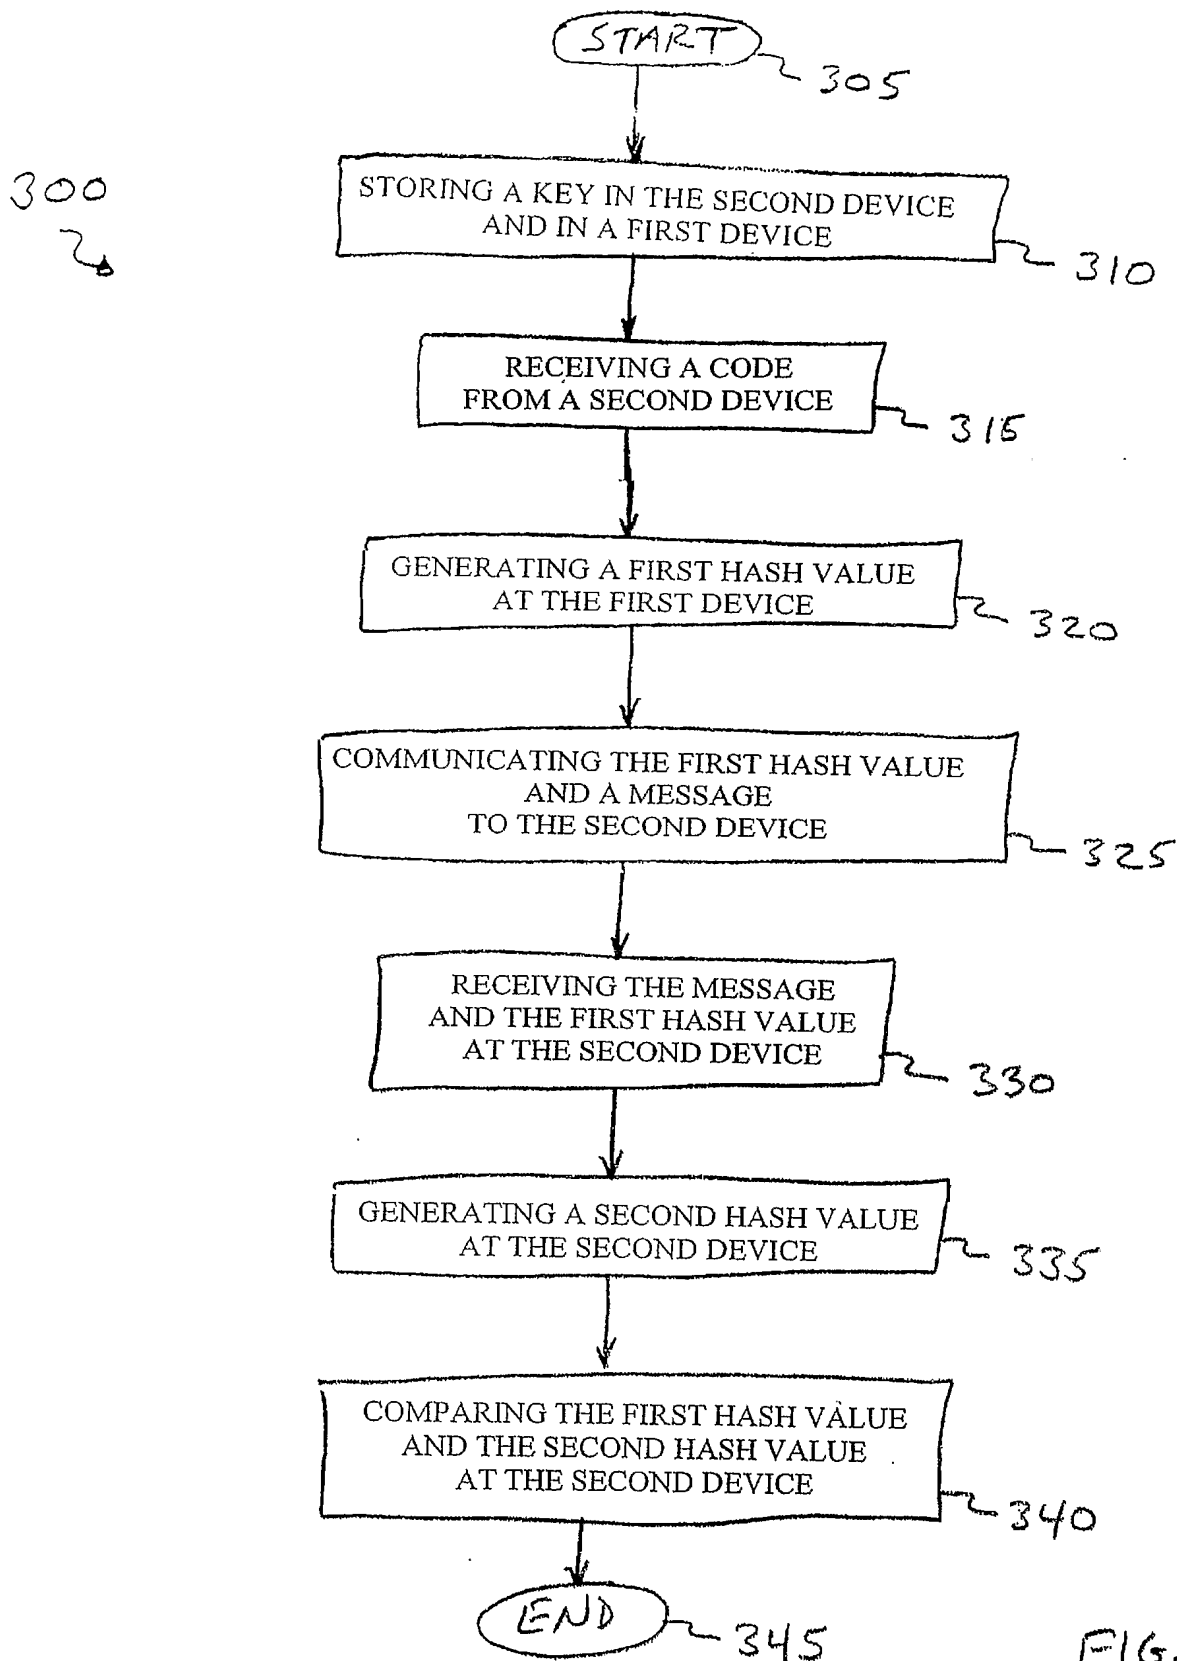 START
305
300
STORING A KEY IN THE SECOND DEVICE
AND IN A FIRST DEVICE
310
RECEIVING A CODE
FROM A SECOND DEVICE
315
GENERATING A FIRST HASH VALUE
AT THE FIRST DEVICE
320
COMMUNICATING THE FIRST HASH VALUE
AND A MESSAGE
TO THE SECOND DEVICE
325
RECEIVING THE MESSAGE
AND THE FIRST HASH VALUE
AT THE SECOND DEVICE
330
GENERATING A SECOND HASH VALUE
AT THE SECOND DEVICE
335
COMPARING THE FIRST HASH VALUE
AND THE SECOND HASH VALUE
AT THE SECOND DEVICE
340
END
345
FIG.